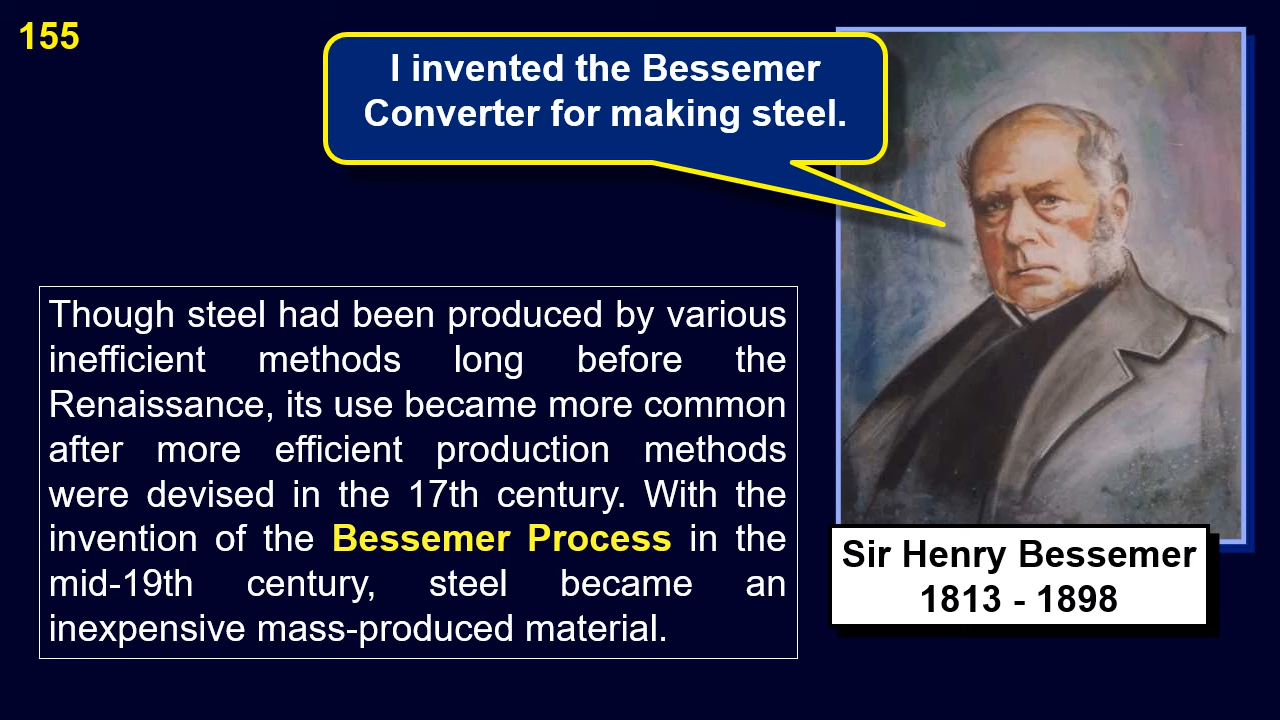 155
I invented the Bessemer
Converter for making steel.
Though steel had been produced by various
inefficient methods long before the
Renaissance, its use became more common
after more efficient production methods
were devised in the 17th century. With the
invention of the Bessemer Process in the
mid-19th century, steel became an
inexpensive mass-produced material.
Sir Henry Bessemer
1813 - 1898